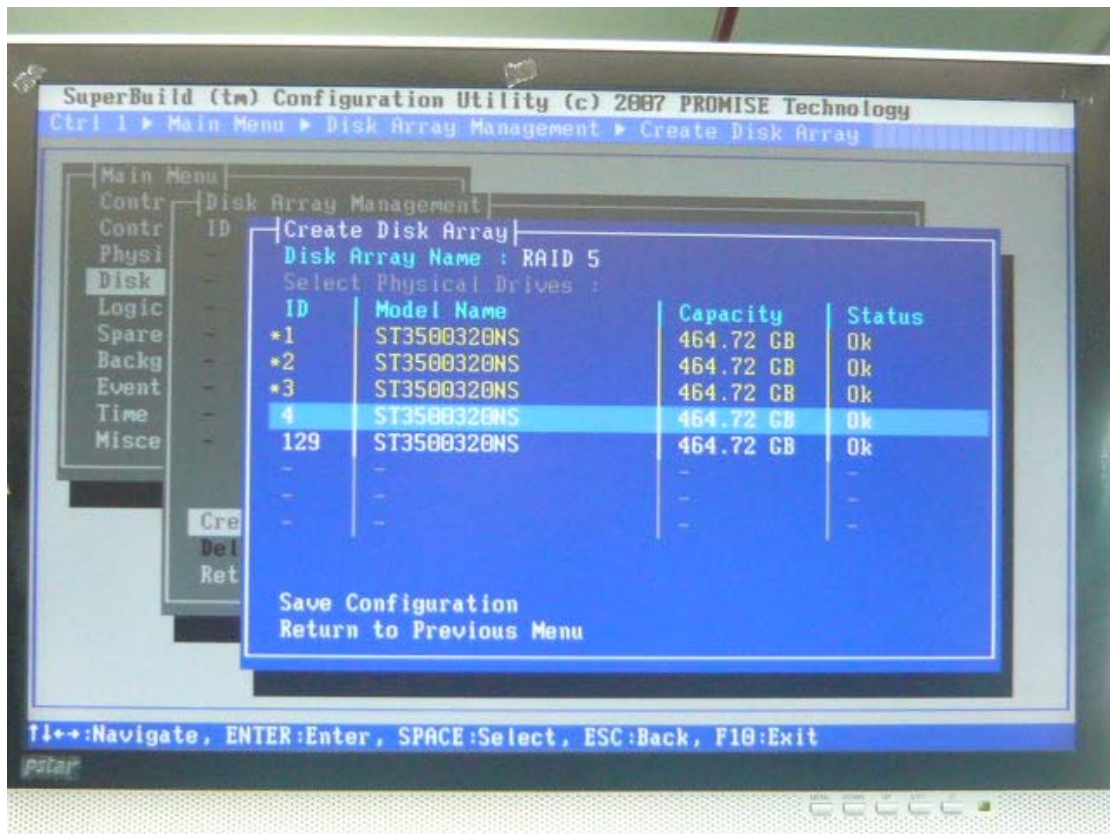 SuperBuild (tm) Configuration Utility (c) 2007 PROMISE Technology
Ctrl 1 ▶ Main Menu ▶ Disk Array Management ▶ Create Disk Array
Main Menu
Contr
Contr
Physi
Disk
Logic
Spare
Backg
Event
Time
Misce
Disk Array Management
ID
-
-
-
-
-
-
-
-
Cre
Del
Ret
Create Disk Array
Disk Array Name : RAID 5
Select Physical Drives :
ID Model Name Capacity Status
*1 ST3500320NS 464.72 GB Ok
*2 ST3500320NS 464.72 GB Ok
*3 ST3500320NS 464.72 GB Ok
4 ST3500320NS 464.72 GB Ok
129 ST3500320NS 464.72 GB Ok
- - - -
- - - -
- - - -
Save Configuration
Return to Previous Menu
↑↓←→:Navigate, ENTER:Enter, SPACE:Select, ESC:Back, F10:Exit
pstar